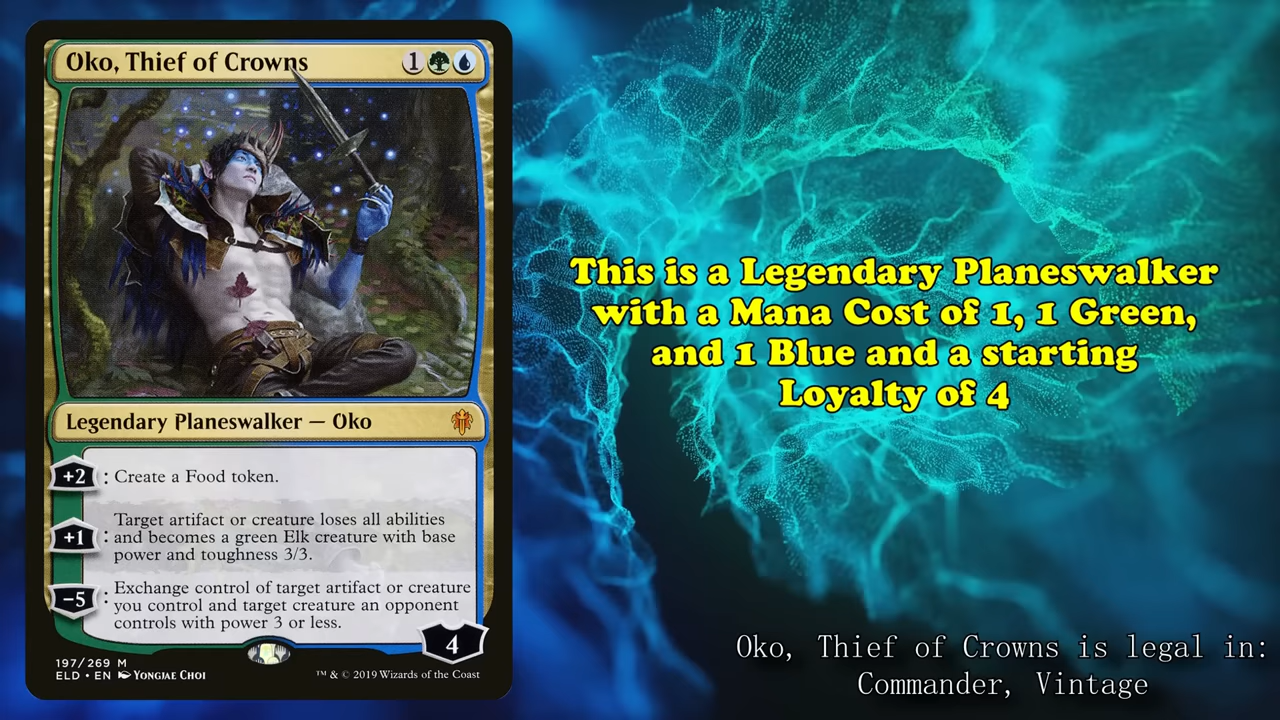 Oko, Thief of Crowns 1
Legendary Planeswalker — Oko
+2 : Create a Food token.
Target artifact or creature loses all abilities
+1 : and becomes a green Elk creature with base
power and toughness 3/3.
Exchange control of target artifact or creature
−5 : you control and target creature an opponent
controls with power 3 or less.
4
197/269 M
ELD • EN Yongjae Choi
™ & © 2019 Wizards of the Coast
This is a Legendary Planeswalker
with a Mana Cost of 1, 1 Green,
and 1 Blue and a starting
Loyalty of 4
Oko, Thief of Crowns is legal in:
Commander, Vintage